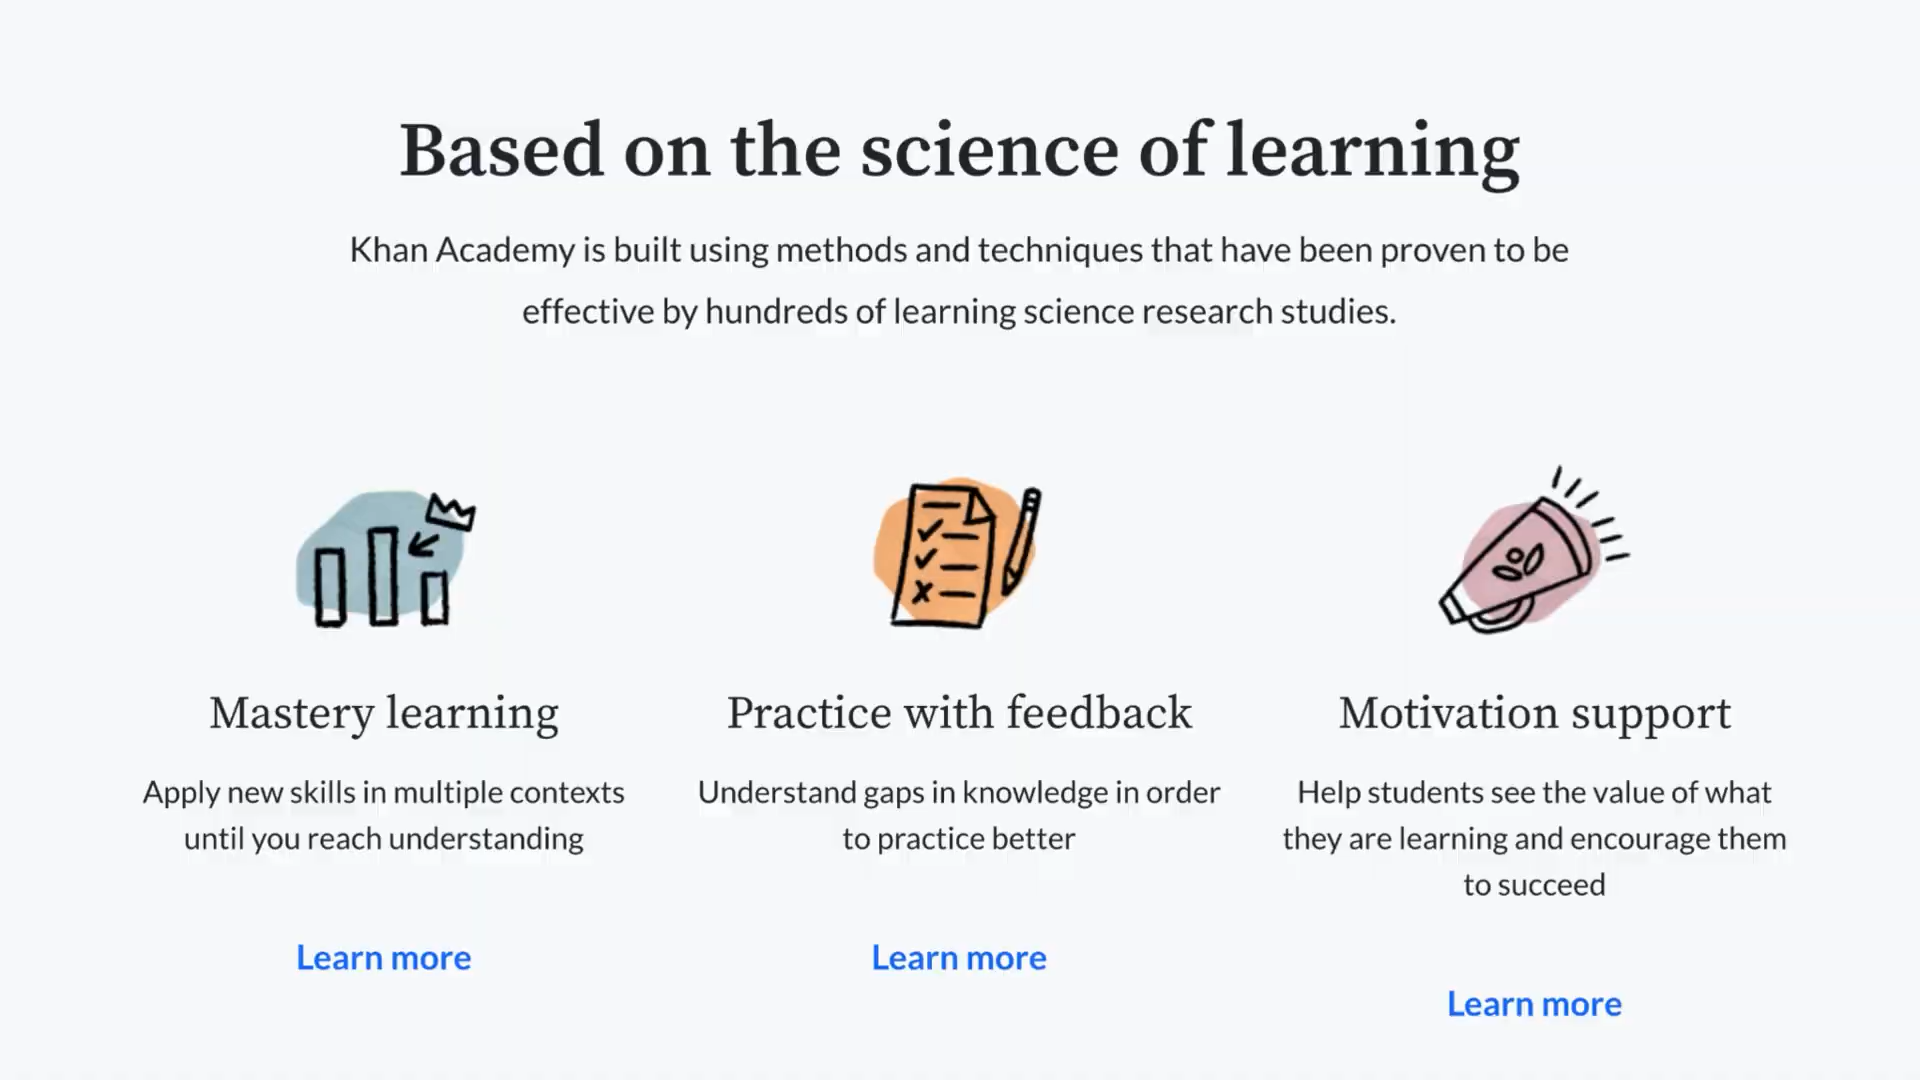 Based on the science of learning
Khan Academy is built using methods and techniques that have been proven to be
effective by hundreds of learning science research studies.
Mastery learning
Apply new skills in multiple contexts
until you reach understanding
Learn more
Practice with feedback
Understand gaps in knowledge in order
to practice better
Learn more
Motivation support
Help students see the value of what
they are learning and encourage them
to succeed
Learn more